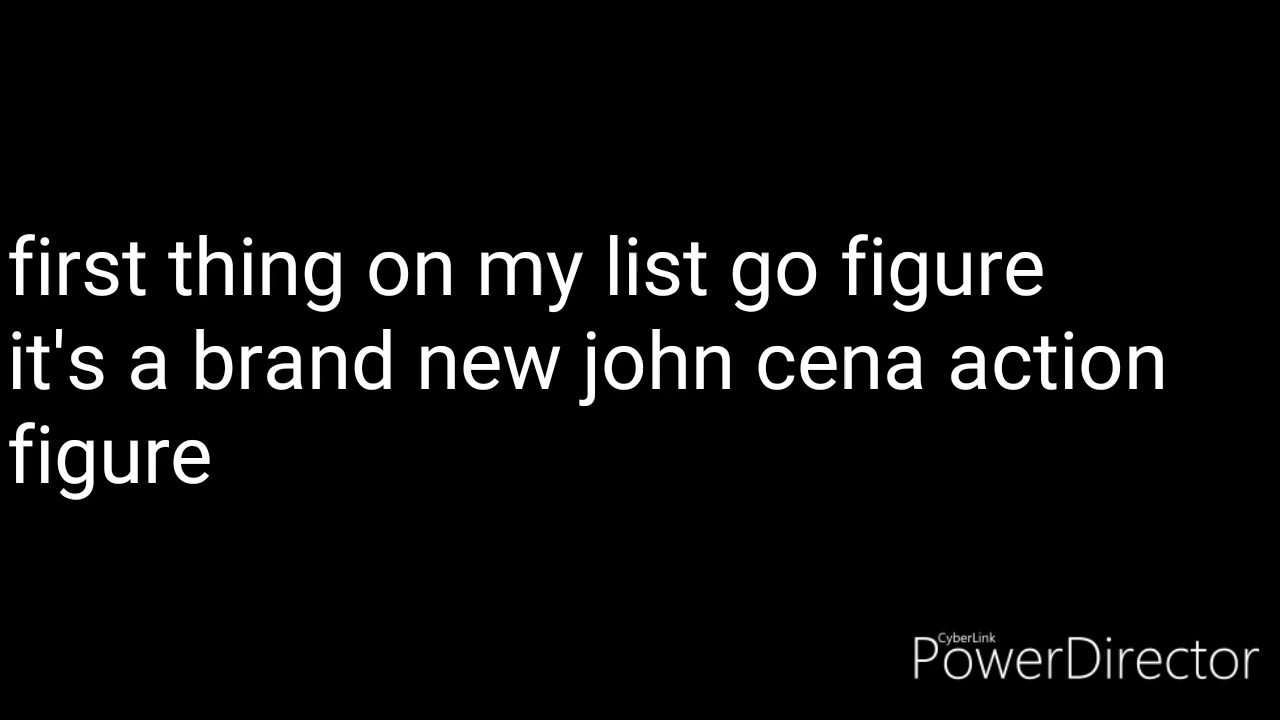 first thing on my list go figure
it's a brand new john cena action
figure
CyberLink
PowerDirector